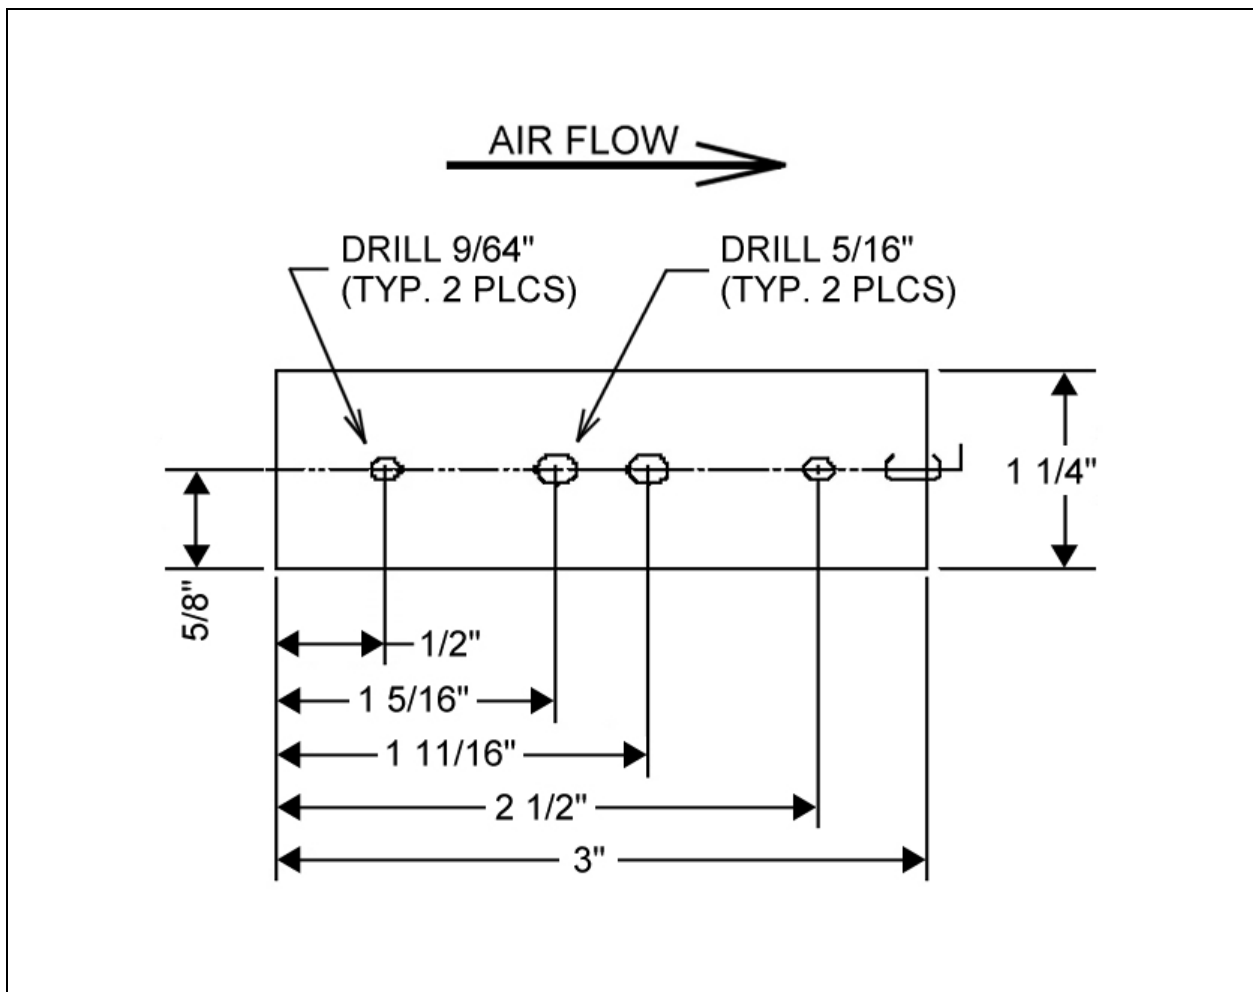 AIR FLOW
DRILL 9/64"
(TYP. 2 PLCS)
DRILL 5/16"
(TYP. 2 PLCS)
1 1/4"
5/8"
1/2"
1 5/16"
1 11/16"
2 1/2"
3"